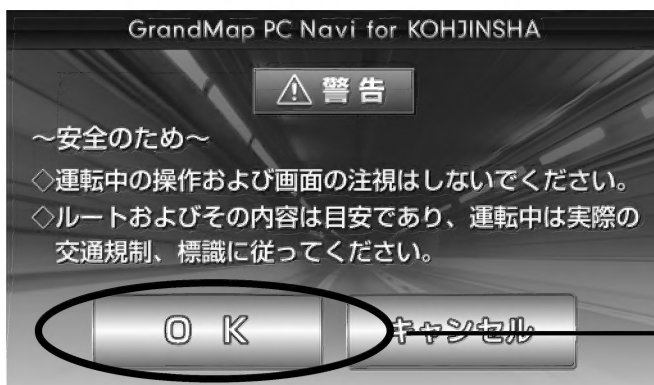 GrandMap PC Navi for KOHJINSHA
⚠ 警告
～安全のため～
◇運転中の操作および画面の注視はしないでください。
◇ルートおよびその内容は目安であり、運転中は実際の
交通規制、標識に従ってください。
OK キャンセル